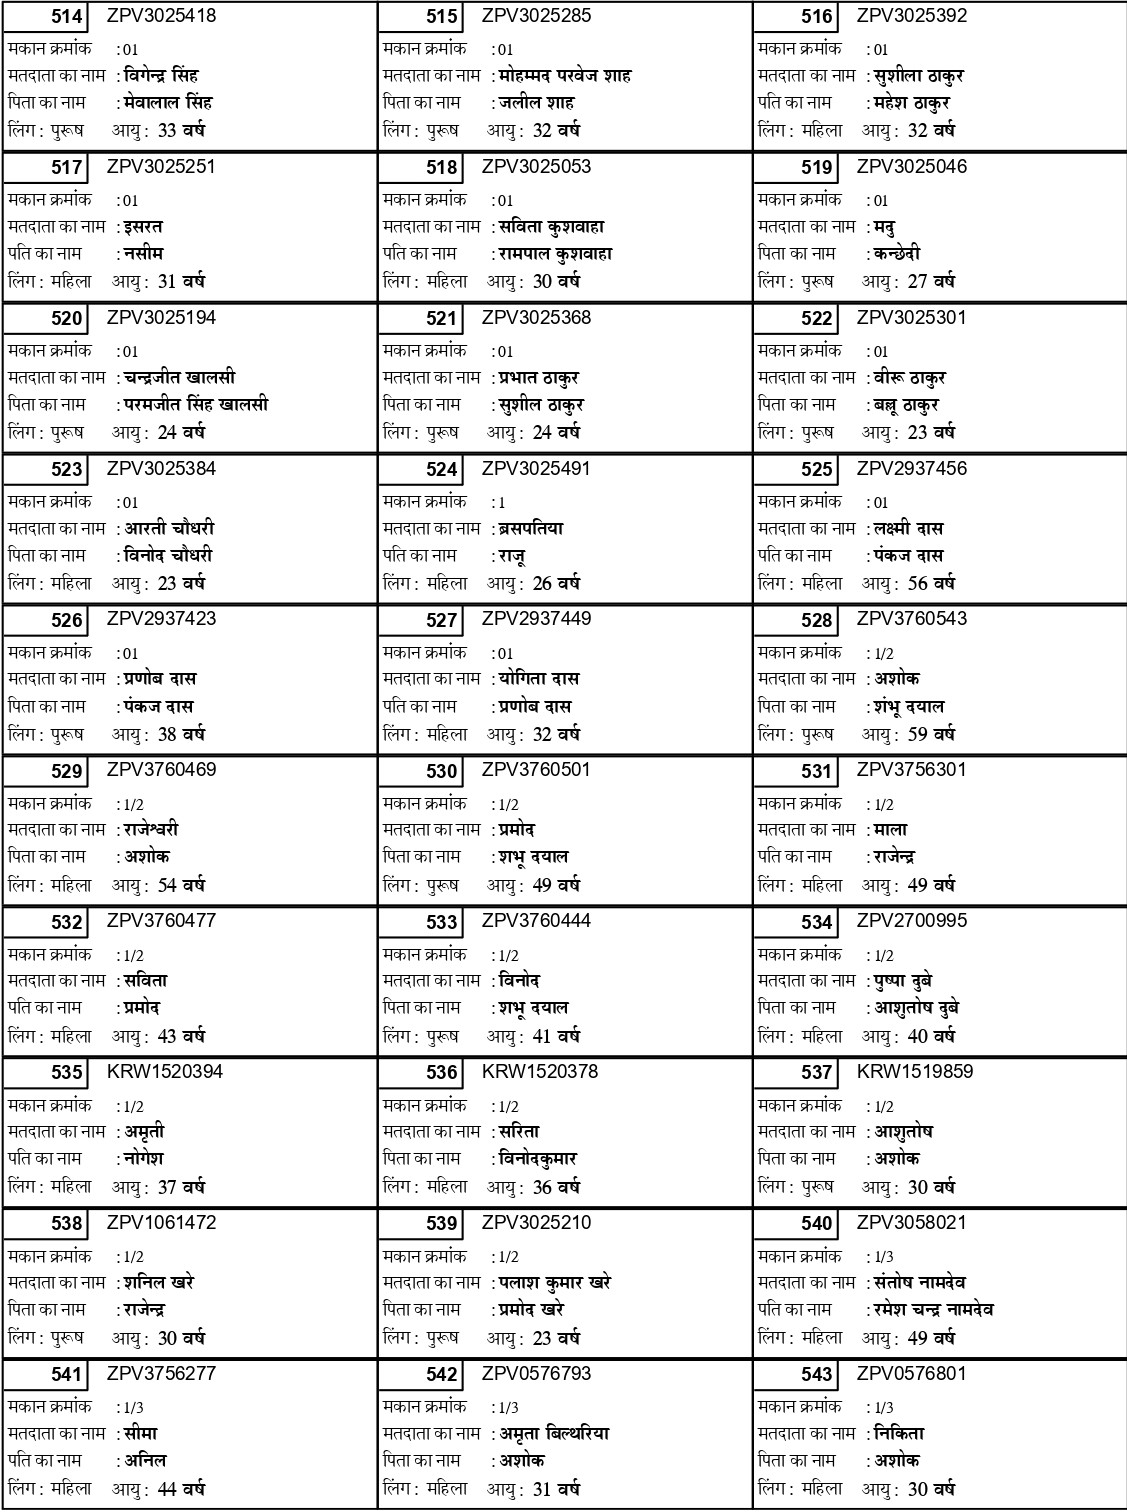 514 ZPV3025418
मकान क्रमांक : 01
मतदाता का नाम : विगेन्द्र सिंह
पिता का नाम : मेवालाल सिंह
लिंग : पुरूष आयु : 33 वर्ष
515 ZPV3025285
मकान क्रमांक : 01
मतदाता का नाम : मोहम्मद परवेज शाह
पिता का नाम : जलील शाह
लिंग : पुरूष आयु : 32 वर्ष
516 ZPV3025392
मकान क्रमांक : 01
मतदाता का नाम : सुशीला ठाकुर
पति का नाम : महेश ठाकुर
लिंग : महिला आयु : 32 वर्ष
517 ZPV3025251
मकान क्रमांक : 01
मतदाता का नाम : इसरत
पति का नाम : नसीम
लिंग : महिला आयु : 31 वर्ष
518 ZPV3025053
मकान क्रमांक : 01
मतदाता का नाम : सविता कुशवाहा
पति का नाम : रामपाल कुशवाहा
लिंग : महिला आयु : 30 वर्ष
519 ZPV3025046
मकान क्रमांक : 01
मतदाता का नाम : मदु
पिता का नाम : कन्छेदी
लिंग : पुरूष आयु : 27 वर्ष
520 ZPV3025194
मकान क्रमांक : 01
मतदाता का नाम : चन्द्रजीत खालसी
पिता का नाम : परमजीत सिंह खालसी
लिंग : पुरूष आयु : 24 वर्ष
521 ZPV3025368
मकान क्रमांक : 01
मतदाता का नाम : प्रभात ठाकुर
पिता का नाम : सुशील ठाकुर
लिंग : पुरूष आयु : 24 वर्ष
522 ZPV3025301
मकान क्रमांक : 01
मतदाता का नाम : वीरू ठाकुर
पिता का नाम : बल्लू ठाकुर
लिंग : पुरूष आयु : 23 वर्ष
523 ZPV3025384
मकान क्रमांक : 01
मतदाता का नाम : आरती चौधरी
पिता का नाम : विनोद चौधरी
लिंग : महिला आयु : 23 वर्ष
524 ZPV3025491
मकान क्रमांक : 1
मतदाता का नाम : ब्रसपतिया
पति का नाम : राजू
लिंग : महिला आयु : 26 वर्ष
525 ZPV2937456
मकान क्रमांक : 01
मतदाता का नाम : लक्ष्मी दास
पति का नाम : पंकज दास
लिंग : महिला आयु : 56 वर्ष
526 ZPV2937423
मकान क्रमांक : 01
मतदाता का नाम : प्रणोब दास
पिता का नाम : पंकज दास
लिंग : पुरूष आयु : 38 वर्ष
527 ZPV2937449
मकान क्रमांक : 01
मतदाता का नाम : योगिता दास
पति का नाम : प्रणोब दास
लिंग : महिला आयु : 32 वर्ष
528 ZPV3760543
मकान क्रमांक : 1/2
मतदाता का नाम : अशोक
पिता का नाम : शंभू दयाल
लिंग : पुरूष आयु : 59 वर्ष
529 ZPV3760469
मकान क्रमांक : 1/2
मतदाता का नाम : राजेश्वरी
पिता का नाम : अशोक
लिंग : महिला आयु : 54 वर्ष
530 ZPV3760501
मकान क्रमांक : 1/2
मतदाता का नाम : प्रमोद
पिता का नाम : शभू दयाल
लिंग : पुरूष आयु : 49 वर्ष
531 ZPV3756301
मकान क्रमांक : 1/2
मतदाता का नाम : माला
पति का नाम : राजेन्द्र
लिंग : महिला आयु : 49 वर्ष
532 ZPV3760477
मकान क्रमांक : 1/2
मतदाता का नाम : सविता
पति का नाम : प्रमोद
लिंग : महिला आयु : 43 वर्ष
533 ZPV3760444
मकान क्रमांक : 1/2
मतदाता का नाम : विनोद
पिता का नाम : शभू दयाल
लिंग : पुरूष आयु : 41 वर्ष
534 ZPV2700995
मकान क्रमांक : 1/2
मतदाता का नाम : पुष्पा दुबे
पिता का नाम : आशुतोष दुबे
लिंग : महिला आयु : 40 वर्ष
535 KRW1520394
मकान क्रमांक : 1/2
मतदाता का नाम : अमृती
पति का नाम : नोगेश
लिंग : महिला आयु : 37 वर्ष
536 KRW1520378
मकान क्रमांक : 1/2
मतदाता का नाम : सरिता
पिता का नाम : विनोदकुमार
लिंग : महिला आयु : 36 वर्ष
537 KRW1519859
मकान क्रमांक : 1/2
मतदाता का नाम : आशुतोष
पिता का नाम : अशोक
लिंग : पुरूष आयु : 30 वर्ष
538 ZPV1061472
मकान क्रमांक : 1/2
मतदाता का नाम : शनिल खरे
पिता का नाम : राजेन्द्र
लिंग : पुरूष आयु : 30 वर्ष
539 ZPV3025210
मकान क्रमांक : 1/2
मतदाता का नाम : पलाश कुमार खरे
पिता का नाम : प्रमोद खरे
लिंग : पुरूष आयु : 23 वर्ष
540 ZPV3058021
मकान क्रमांक : 1/3
मतदाता का नाम : संतोष नामदेव
पति का नाम : रमेश चन्द्र नामदेव
लिंग : महिला आयु : 49 वर्ष
541 ZPV3756277
मकान क्रमांक : 1/3
मतदाता का नाम : सीमा
पति का नाम : अनिल
लिंग : महिला आयु : 44 वर्ष
542 ZPV0576793
मकान क्रमांक : 1/3
मतदाता का नाम : अमृता बिल्थरिया
पिता का नाम : अशोक
लिंग : महिला आयु : 31 वर्ष
543 ZPV0576801
मकान क्रमांक : 1/3
मतदाता का नाम : निकिता
पिता का नाम : अशोक
लिंग : महिला आयु : 30 वर्ष